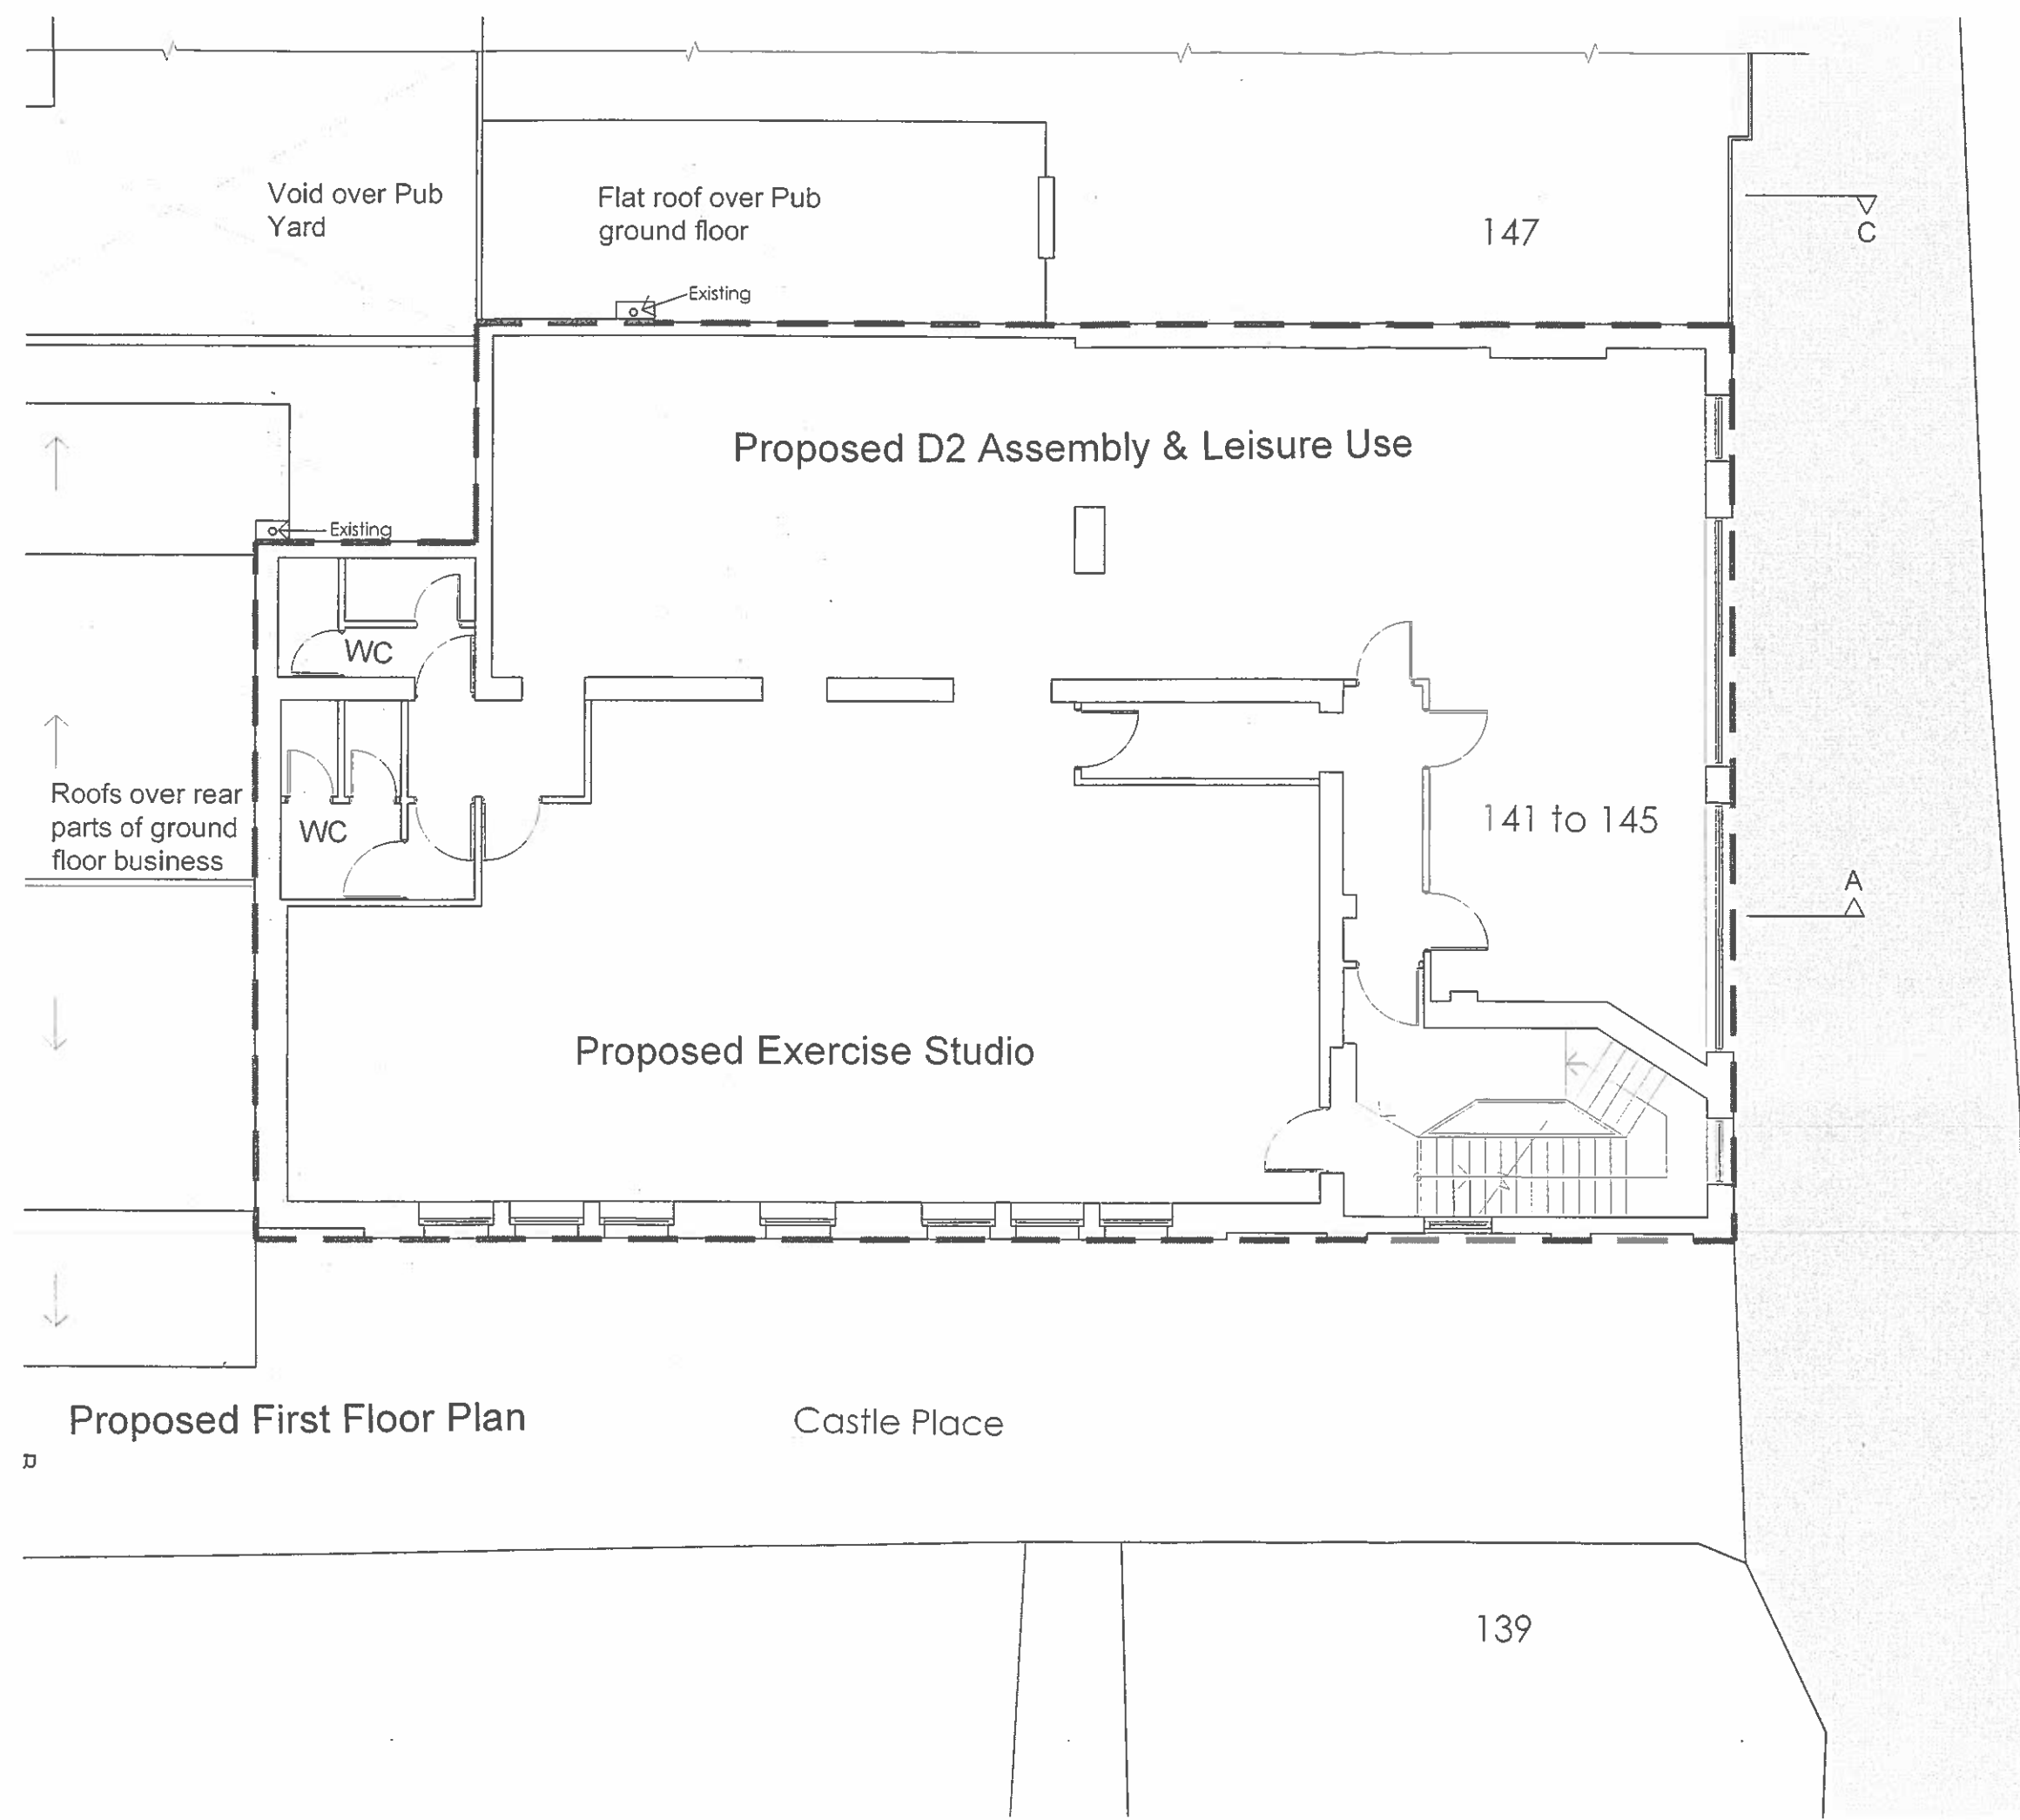 Void over Pub
Yard
Flat roof over Pub
ground floor
147
C
Existing
Proposed D2 Assembly & Leisure Use
Existing
WC
Roofs over rear
parts of ground
floor business
WC
141 to 145
A
Proposed Exercise Studio
Proposed First Floor Plan
Castle Place
139